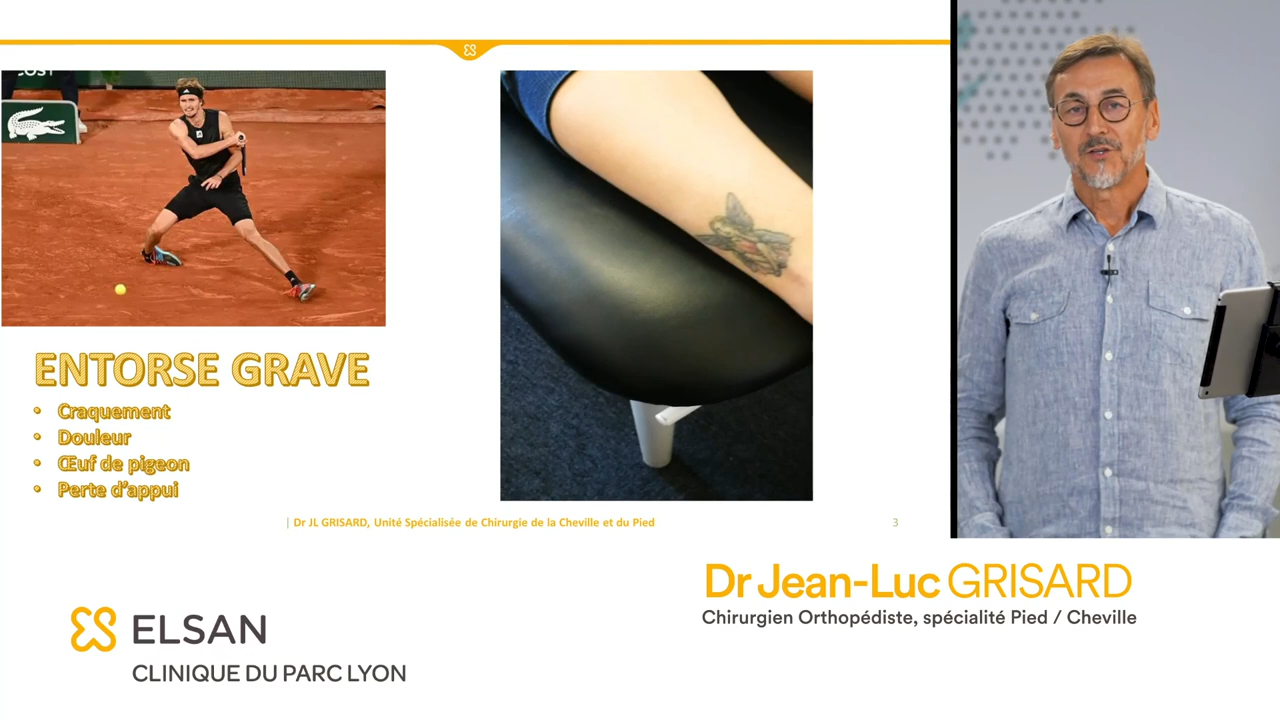 ENTORSE GRAVE
• Craquement
• Douleur
• Œuf de pigeon
• Perte d'appui
| Dr JL GRISARD, Unité Spécialisée de Chirurgie de la Cheville et du Pied
3
Dr Jean-Luc GRISARD
Chirurgien Orthopédiste, spécialité Pied / Cheville
ELSAN
CLINIQUE DU PARC LYON